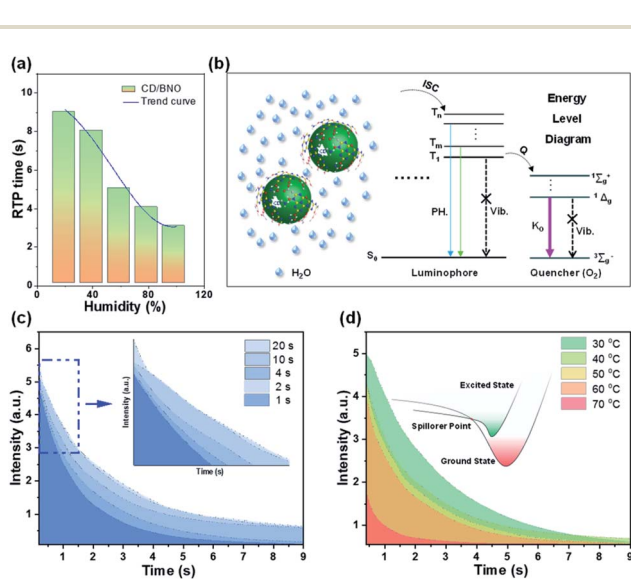 (a)
CD/BNO
Trend curve
RTP time (s)
10
8
6
4
2
0
0 40 80 120
Humidity (%)
(b)
ISC
Tn
Tm
T1
Q
Energy
Level
Diagram
¹Σg⁺
¹Δg
PH.
Vib.
K0
Vib.
S0
³Σg⁻
H2O
Luminophore
Quencher (O2)
(c)
Intensity (a.u.)
6
5
4
3
2
1
20 s
10 s
4 s
2 s
1 s
Intensity (a.u.)
Time (s)
1 2 3 4 5 6 7 8 9
Time (s)
(d)
Intensity (a.u.)
5
4
3
2
1
30 °C
40 °C
50 °C
60 °C
70 °C
Excited State
Spillorer Point
Ground State
1 2 3 4 5 6 7 8 9
Time (s)